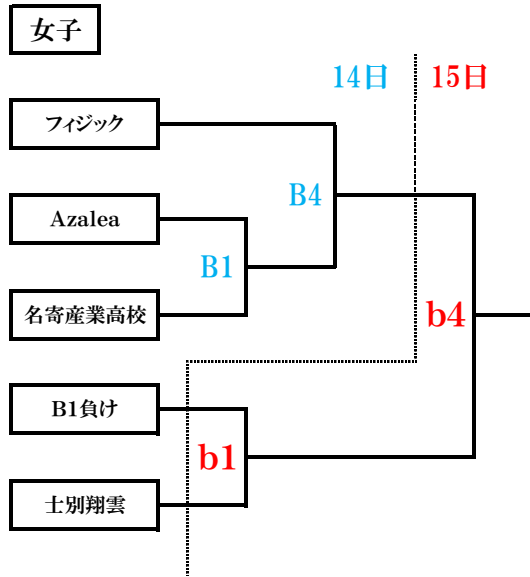 女子
14日
15日
フィジック
B4
Azalea
B1
名寄産業高校
b4
B1負け
b1
士別翔雲